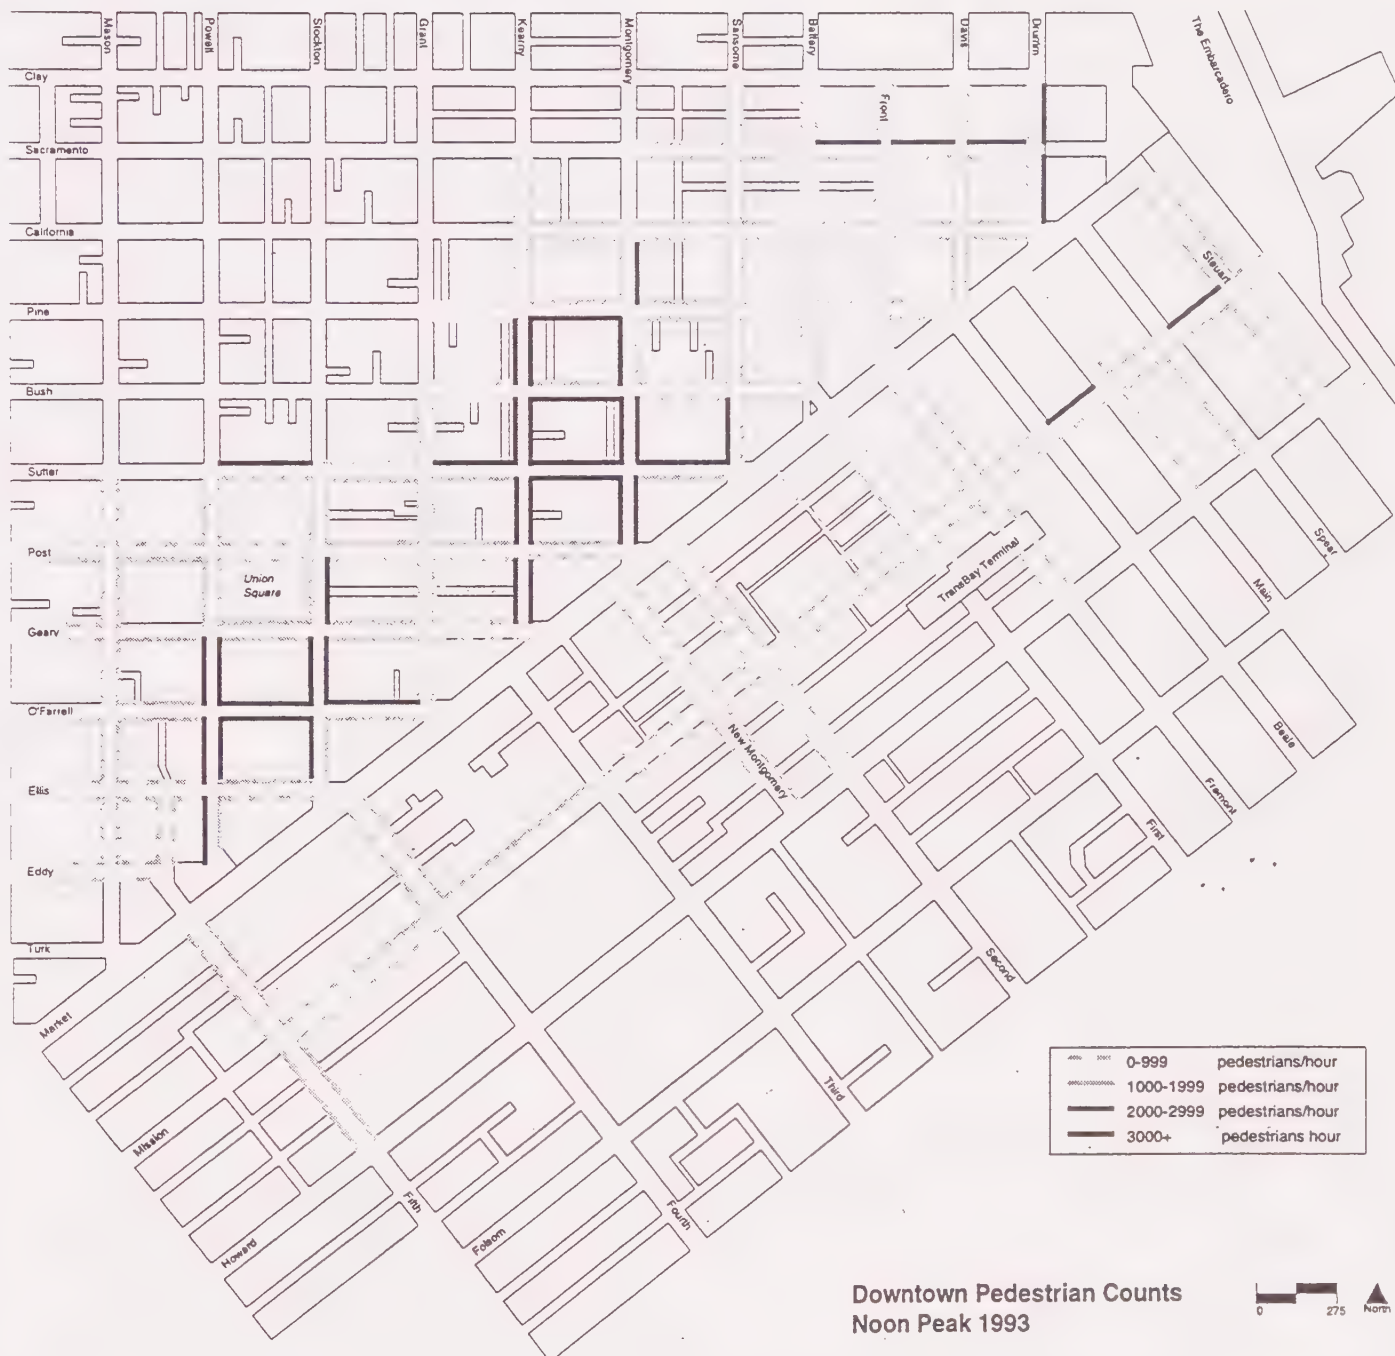 Mason
Powell
Stockton
Grant
Kearny
Montgomery
Sansome
Battery
Davis
Drumm
The Embarcadero
Clay
Front
Sacramento
California
Steuart
Pine
Bush
Sutter
Post
Union
Square
TransBay Terminal
Spear
Main
Geary
O'Farrell
New Montgomery
Beale
Ellis
Fremont
First
Eddy
Turk
Second
Market
Third
Mission
Fifth
Fourth
Howard
Folsom
0-999 pedestrians/hour
1000-1999 pedestrians/hour
2000-2999 pedestrians/hour
3000+ pedestrians hour
Downtown Pedestrian Counts
Noon Peak 1993
0 275 North